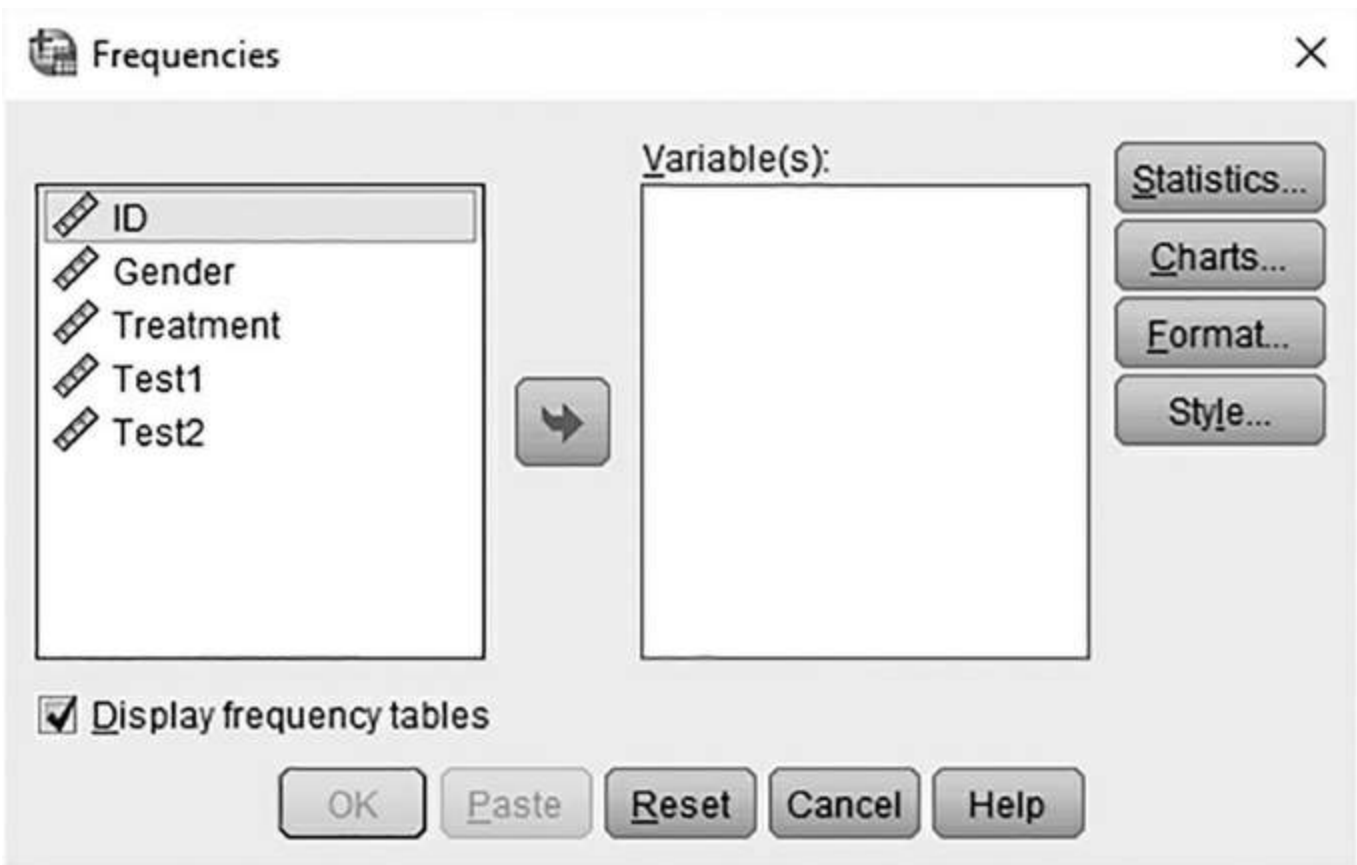 Frequencies
Variable(s):
ID
Gender
Treatment
Test1
Test2
Statistics...
Charts...
Format...
Style...
Display frequency tables
OK
Paste
Reset
Cancel
Help